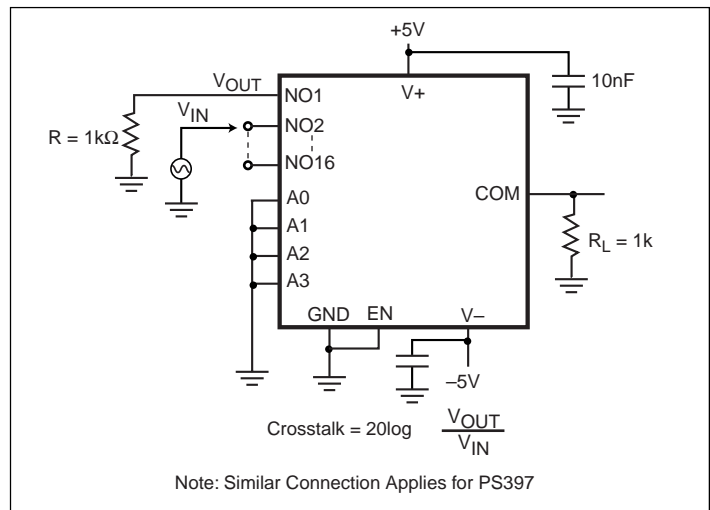 +5V
10nF
V+
VOUT
NO1
VIN
NO2
R = 1kΩ
NO16
A0
COM
A1
RL = 1k
A2
A3
GND
EN
V–
–5V
Crosstalk = 20log VOUT
VIN
Note: Similar Connection Applies for PS397